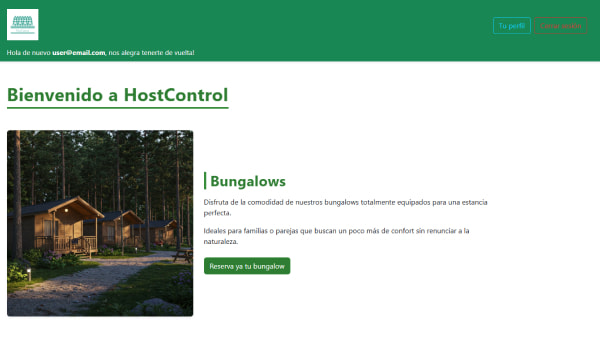 Tu perfil
Hola de nuevo user@email.com, nos alegra tenerte de vuelta!
Bienvenido a HostControl
Bungalows
Disfruta de la comodidad de nuestros bungalows totalmente equipados para una estancia
perfecta.
Ideales para familias o parejas que buscan un poco más de confort sin renunciar a la
naturaleza.
Reserva ya tu bungalow